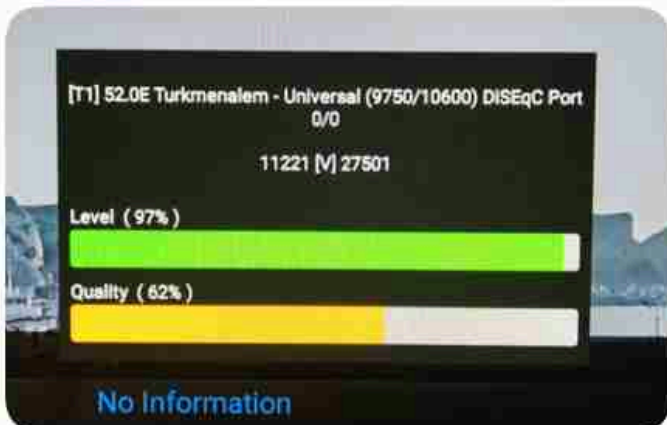 [T1] 52.0E Turkmenalem - Universal (9750/10600) DISEqC Port
0/0
11221 [V] 27501
Level ( 97% )
Quality ( 62% )
No Information